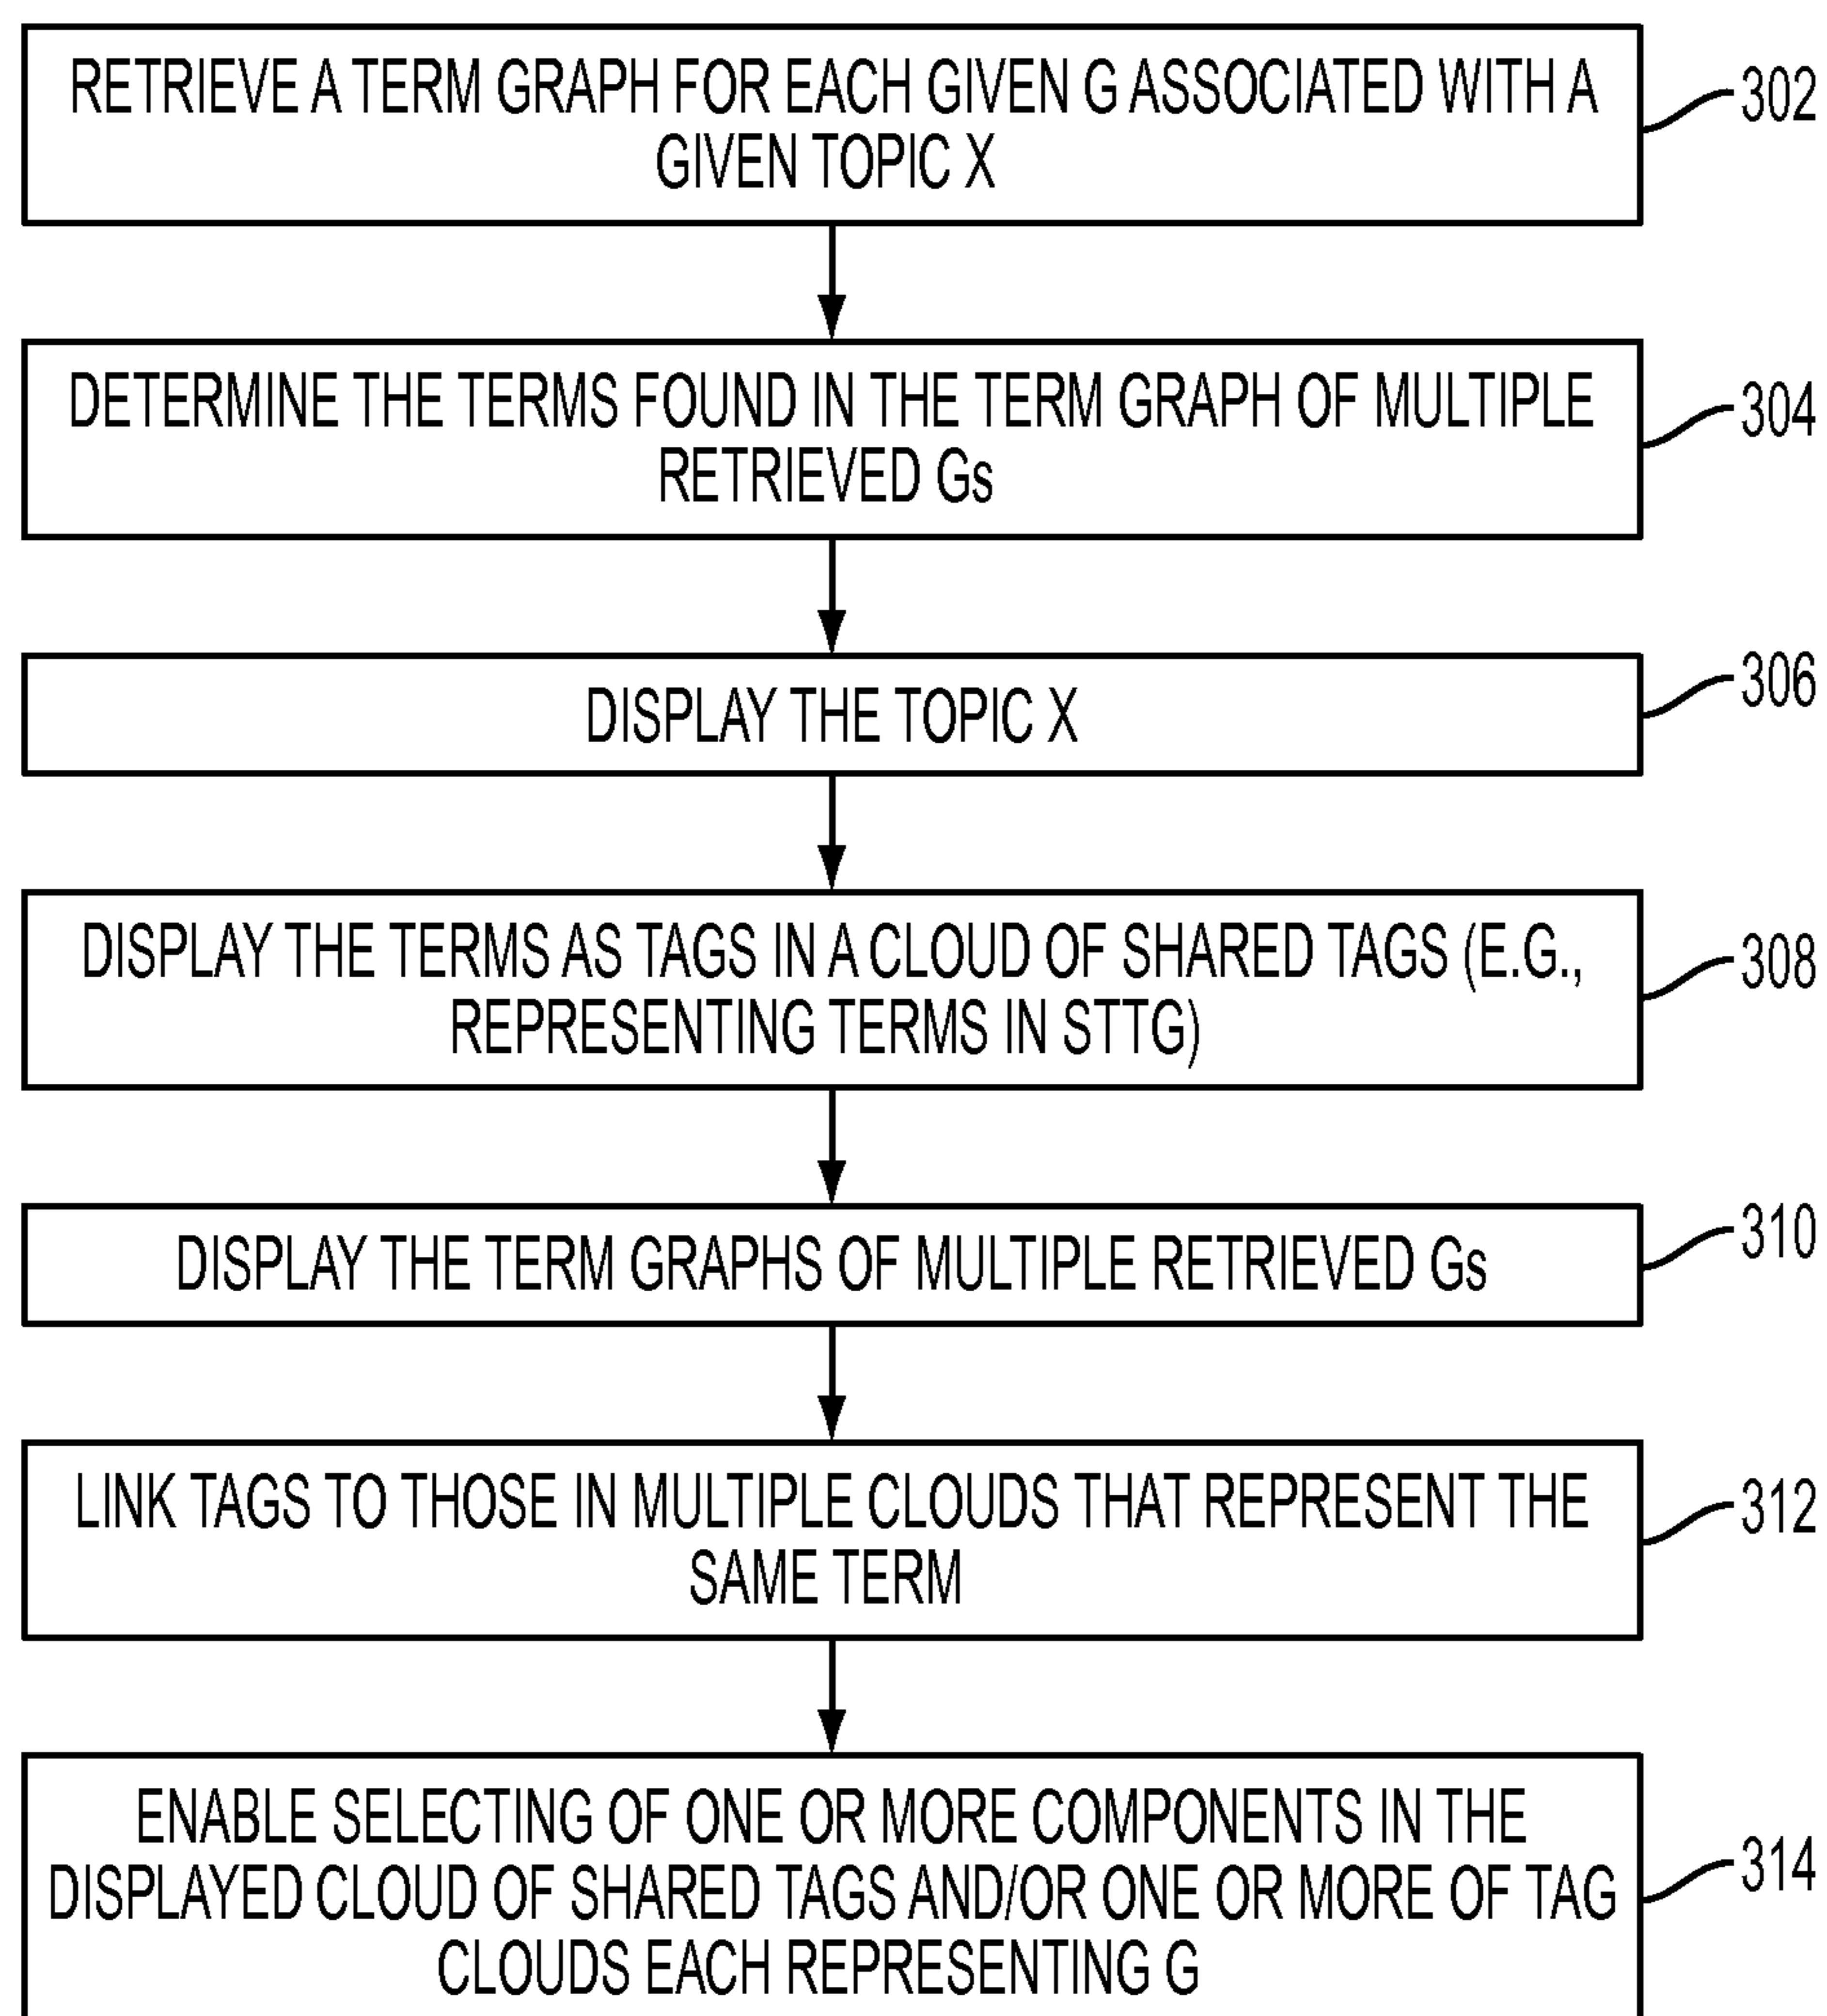 RETRIEVE A TERM GRAPH FOR EACH GIVEN G ASSOCIATED WITH A
GIVEN TOPIC X
302
DETERMINE THE TERMS FOUND IN THE TERM GRAPH OF MULTIPLE
RETRIEVED Gs
304
DISPLAY THE TOPIC X
306
DISPLAY THE TERMS AS TAGS IN A CLOUD OF SHARED TAGS (E.G.,
REPRESENTING TERMS IN STTG)
308
DISPLAY THE TERM GRAPHS OF MULTIPLE RETRIEVED Gs
310
LINK TAGS TO THOSE IN MULTIPLE CLOUDS THAT REPRESENT THE
SAME TERM
312
ENABLE SELECTING OF ONE OR MORE COMPONENTS IN THE
DISPLAYED CLOUD OF SHARED TAGS AND/OR ONE OR MORE OF TAG
CLOUDS EACH REPRESENTING G
314